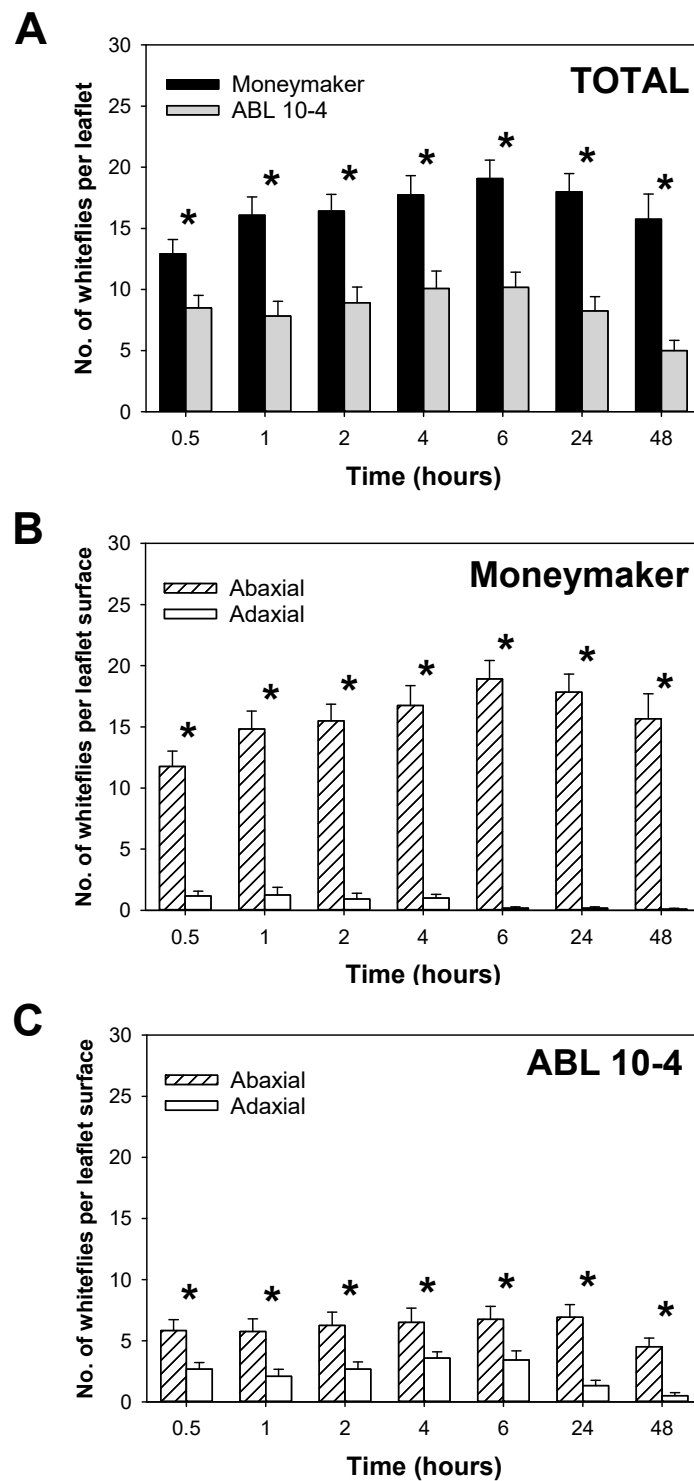 A
TOTAL
Moneymaker
ABL 10-4
No. of whiteflies per leaflet
30
25
20
15
10
5
0
* * * * * * *
0.5 1 2 4 6 24 48
Time (hours)
B
Moneymaker
Abaxial
Adaxial
No. of whiteflies per leaflet surface
30
25
20
15
10
5
0
* * * * * * *
0.5 1 2 4 6 24 48
Time (hours)
C
ABL 10-4
Abaxial
Adaxial
No. of whiteflies per leaflet surface
30
25
20
15
10
5
0
* * * * * * *
0.5 1 2 4 6 24 48
Time (hours)